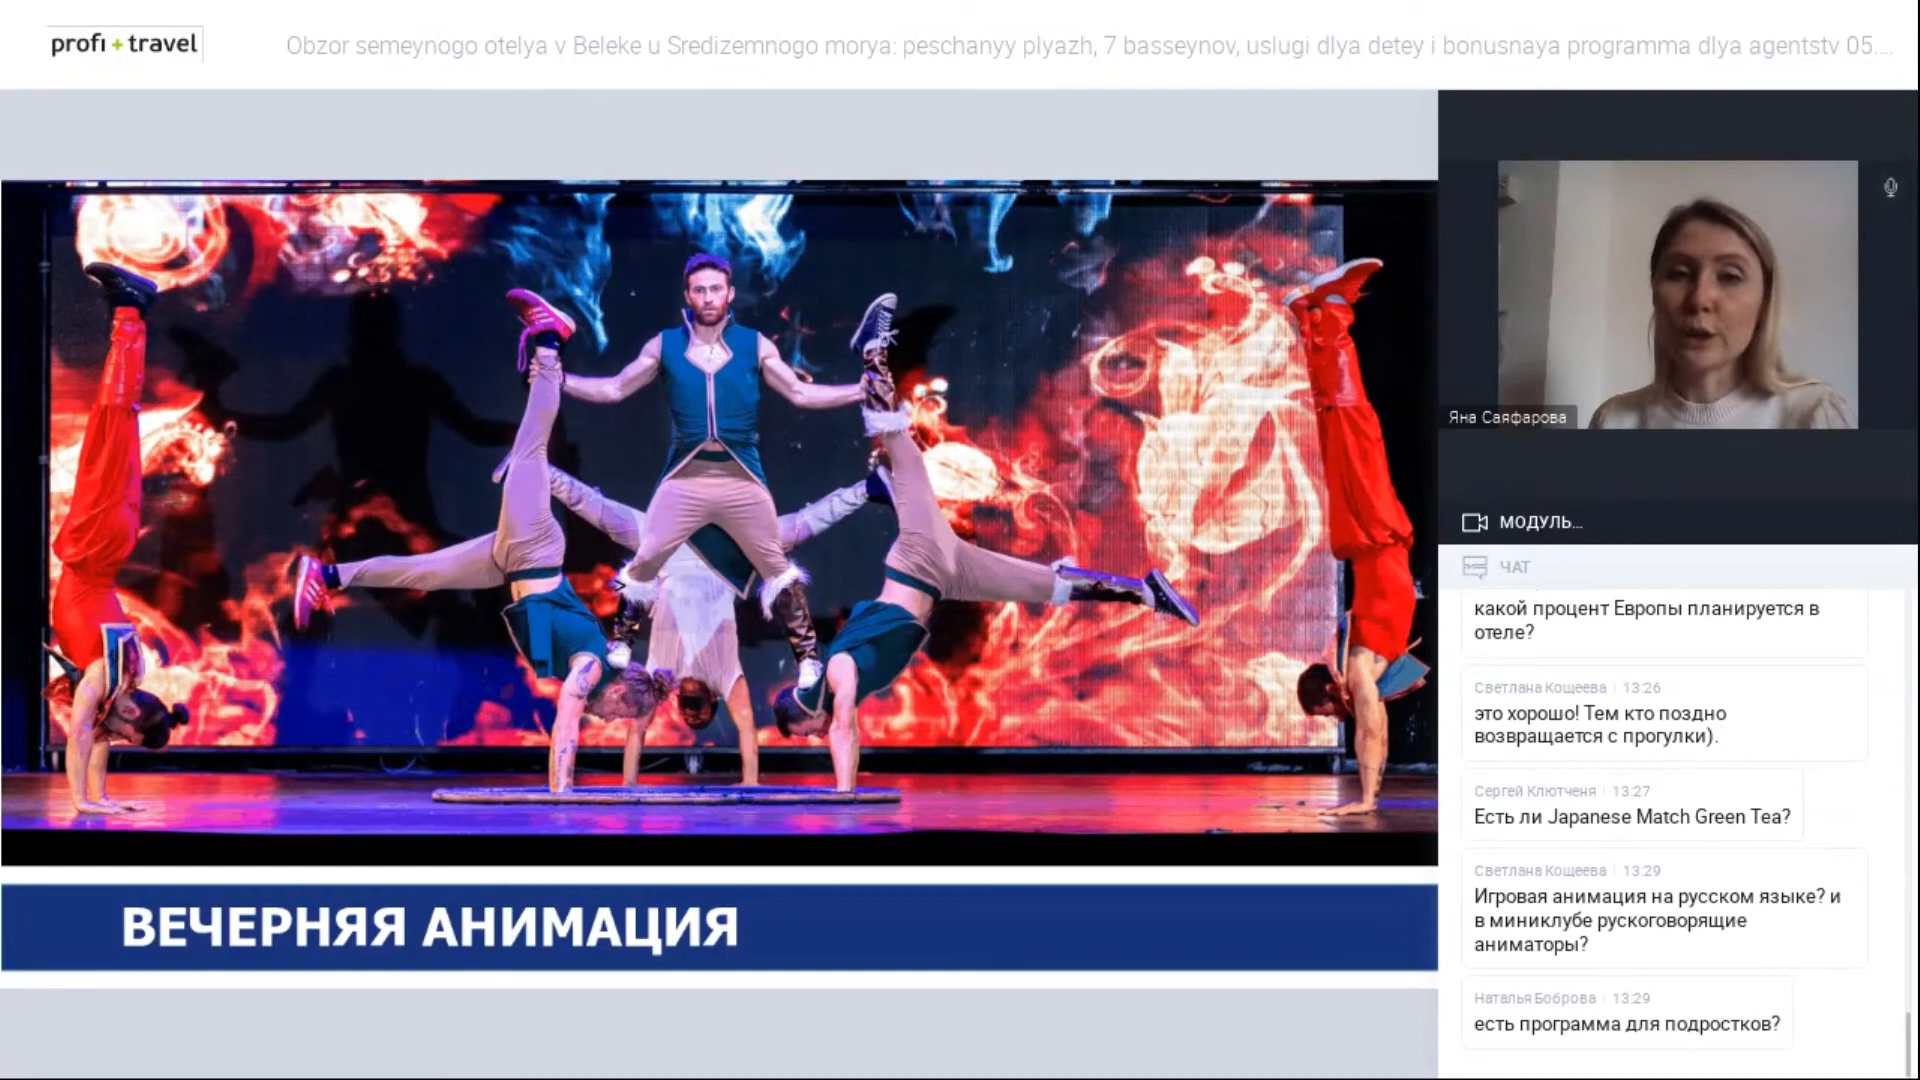 profi + travel
Obzor semeynogo otelya v Beleke u Sredizemnogo morya: peschanyy plyazh, 7 basseynov, uslugi dlya detey i bonusnaya programma dlya agentstv 05....
Яна Саяфарова
МОДУЛЬ...
ЧАТ
какой процент Европы планируется в
отеле?
Светлана Кощеева 13:26
это хорошо! Тем кто поздно
возвращается с прогулки).
Сергей Клютченя 13:27
Есть ли Japanese Match Green Tea?
Светлана Кощеева 13:29
Игровая анимация на русском языке? и
в миниклубе рускоговорящие
аниматоры?
Наталья Боброва 13:29
есть программа для подростков?
ВЕЧЕРНЯЯ АНИМАЦИЯ